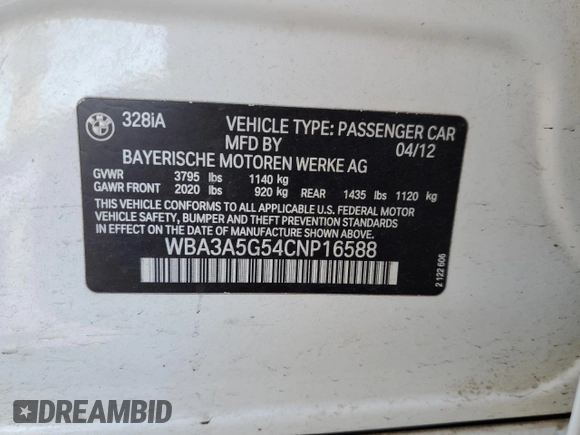 BMW
328iA VEHICLE TYPE: PASSENGER CAR
MFD BY 04/12
BAYERISCHE MOTOREN WERKE AG
GVWR 3795 lbs 1140 kg
GAWR FRONT 2020 lbs 920 kg REAR 1435 lbs 1120 kg
THIS VEHICLE CONFORMS TO ALL APPLICABLE U.S. FEDERAL MOTOR
VEHICLE SAFETY, BUMPER AND THEFT PREVENTION STANDARDS
IN EFFECT ON THE DATE OF MANUFACTURE SHOWN ABOVE.
WBA3A5G54CNP16588
2 122 606
DREAMBID